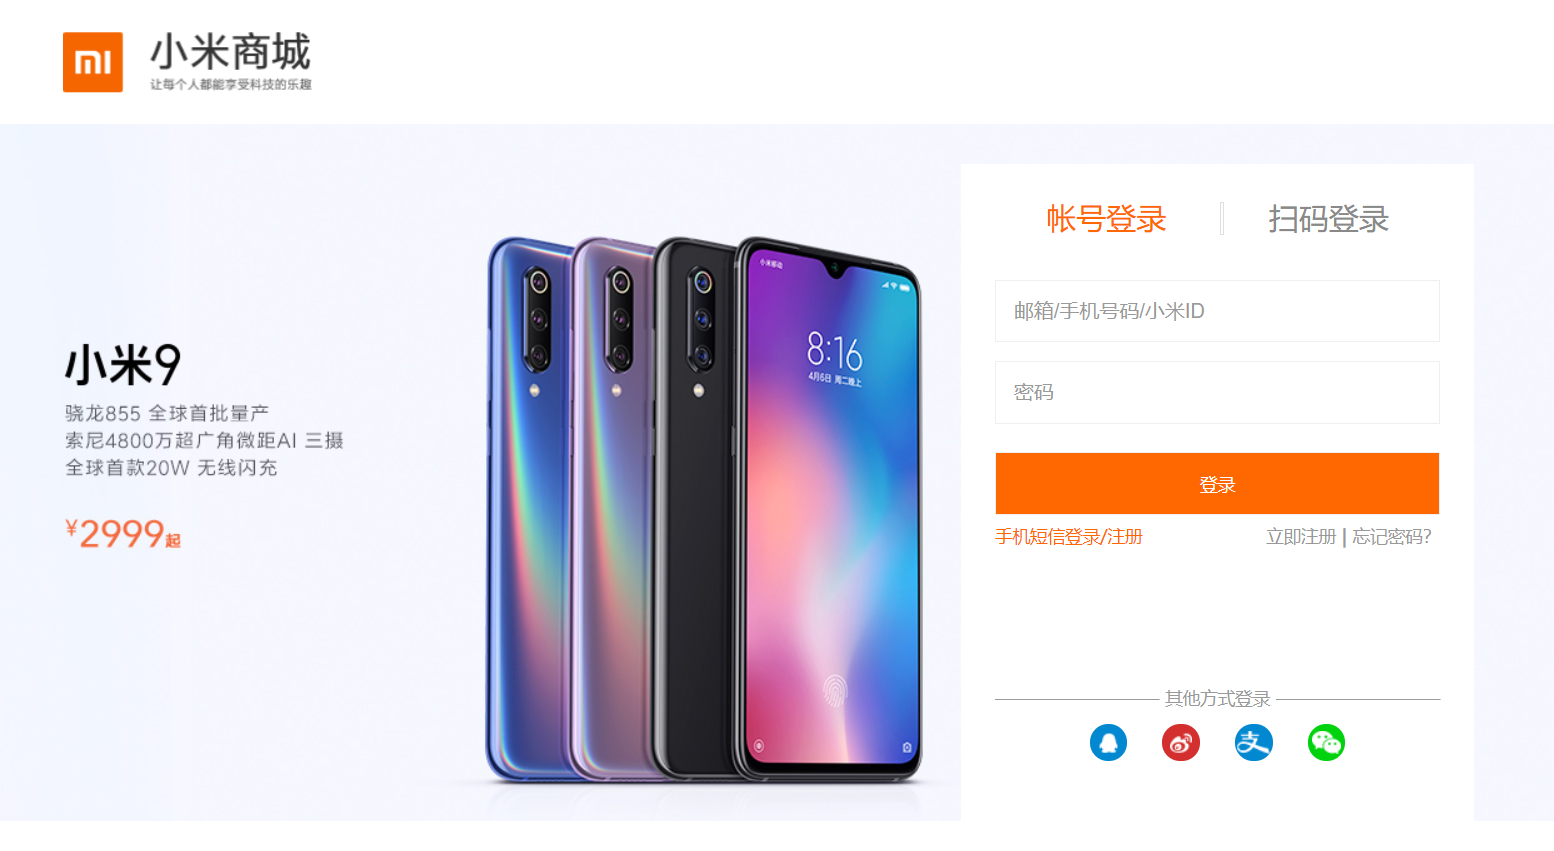 mi
小米商城
让每个人都能享受科技的乐趣
小米9
骁龙855 全球首批量产
索尼4800万超广角微距AI 三摄
全球首款20W 无线闪充
¥2999起
小米移动
8:16
4月6日 周二晚上
帐号登录
扫码登录
邮箱/手机号码/小米ID
密码
登录
手机短信登录/注册
立即注册 | 忘记密码?
其他方式登录
支